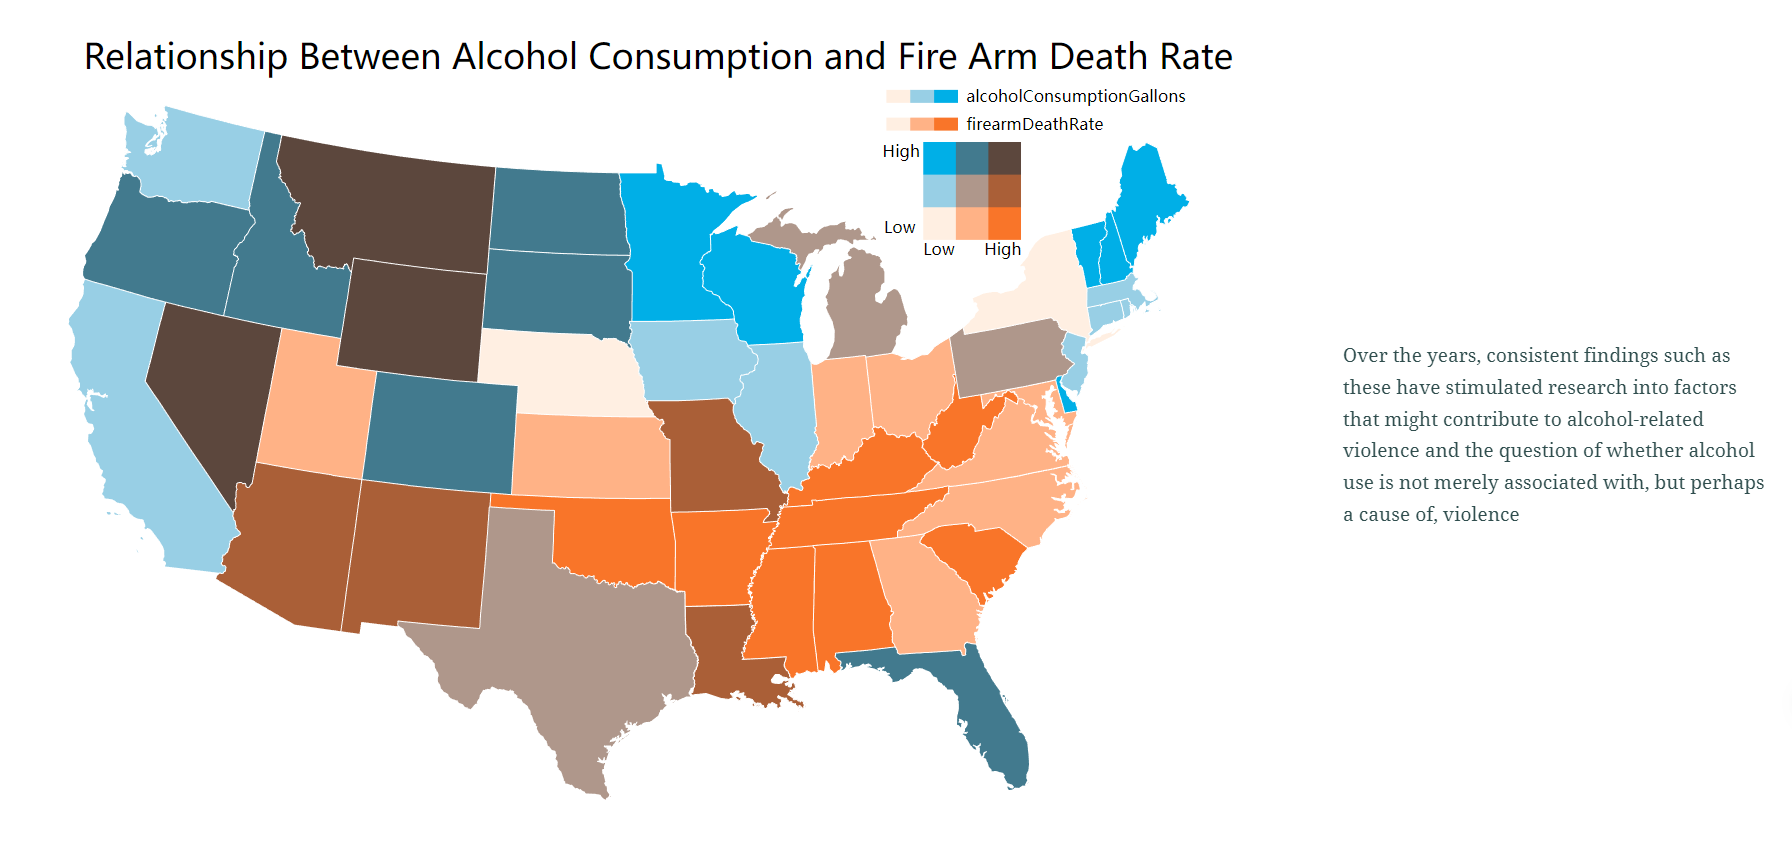 Relationship Between Alcohol Consumption and Fire Arm Death Rate
alcoholConsumptionGallons
firearmDeathRate
High
Low
Low High
Over the years, consistent findings such as
these have stimulated research into factors
that might contribute to alcohol-related
violence and the question of whether alcohol
use is not merely associated with, but perhaps
a cause of, violence